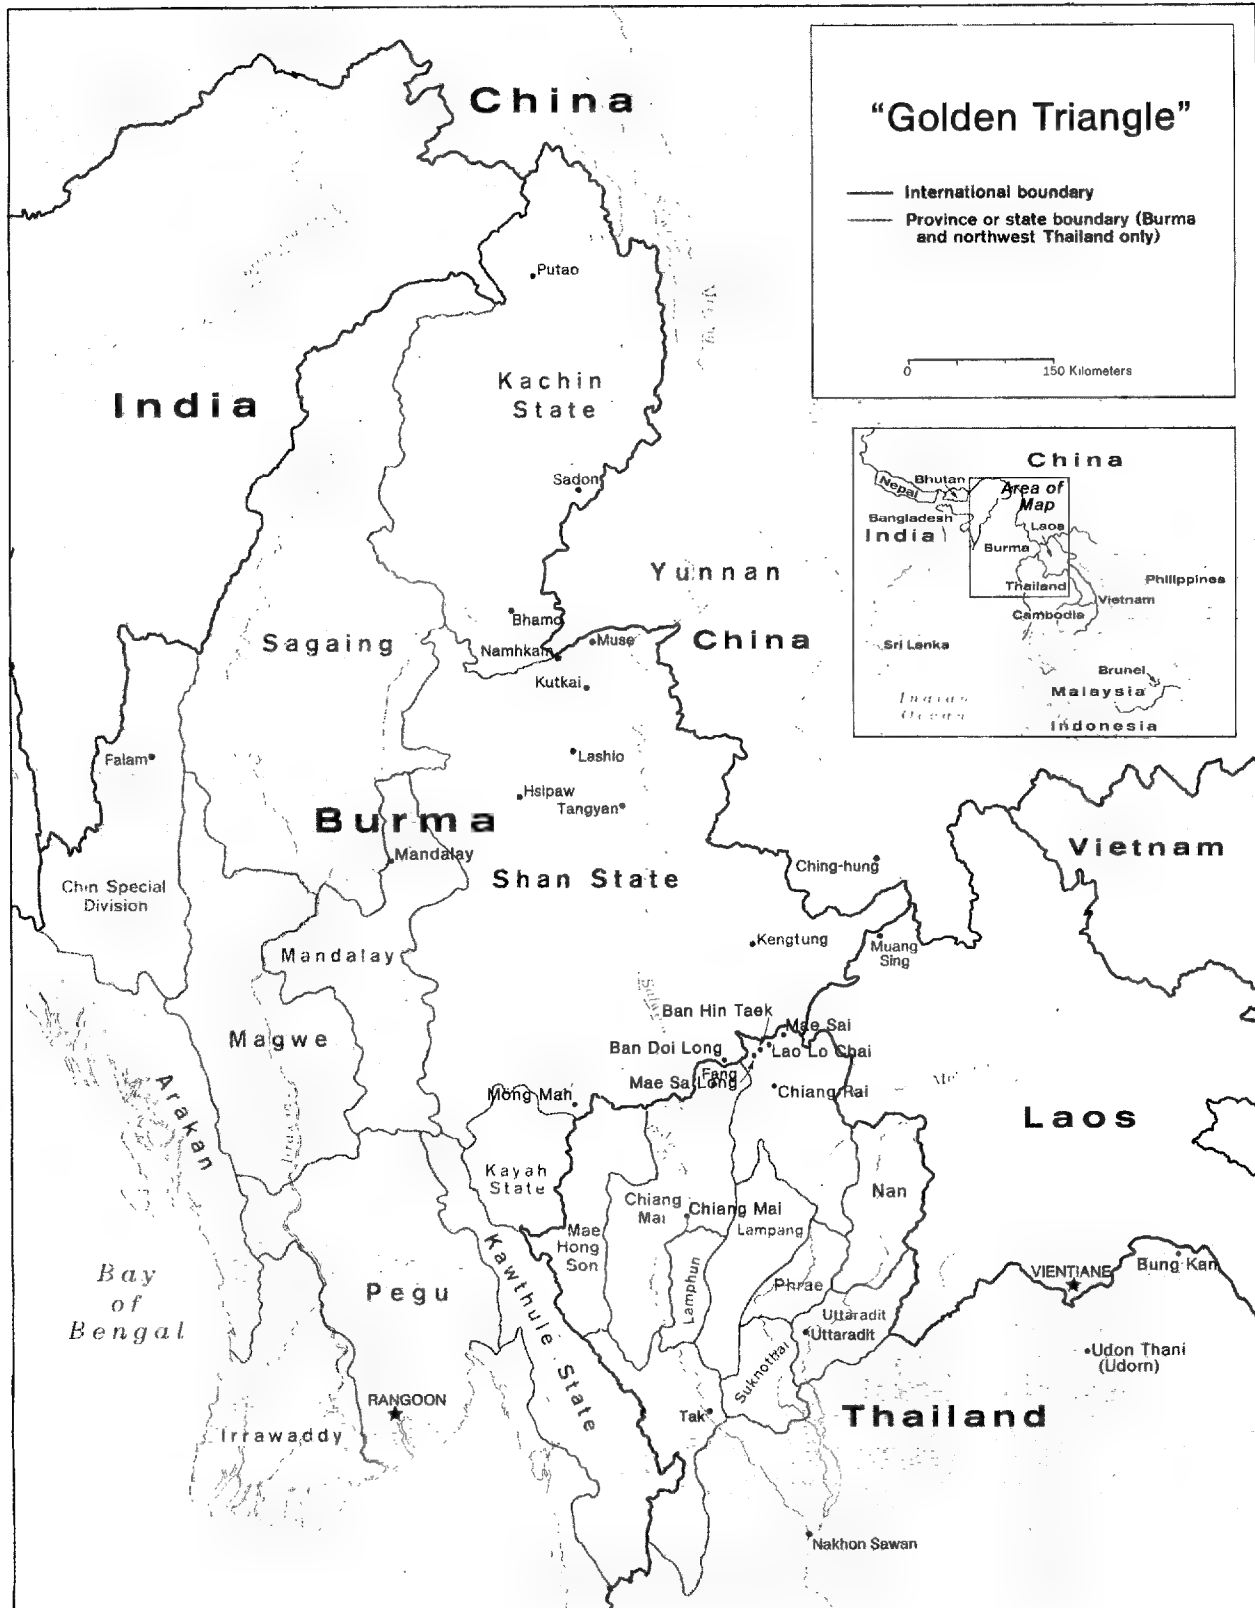 China
"Golden Triangle"
International boundary
Province or state boundary (Burma
and northwest Thailand only)
0
150 Kilometers
Putao
India
Kachin
State
Sadon
China
Bhutan
Nepal
Area of
Map
Bangladesh
India
Laos
Burma
Thailand
Philippines
Vietnam
Cambodia
Sri Lanka
Brunei
Malaysia
Indian
Ocean
Indonesia
Yunnan
China
Bhamo
Sagaing
Namhkam
Muse
Kutkai
Falam
Lashio
Hsipaw
Tangyan
Burma
Mandalay
Vietnam
Ching-hung
Shan State
Chin Special
Division
Kengtung
Muang
Sing
Mandalay
Ban Hin Taek
Mae Sai
Magwe
Ban Doi Long
Lao Lo Chai
Fang
Mae Sa Long
Chiang Rai
Mong Mah
Arakan
Laos
Kayah
State
Chiang
Mai
Chiang Mai
Nan
Lampang
Mae
Hong
Son
Kawthule State
Bay
of
Bengal
Pegu
Lamphun
Phrae
VIENTIANE
Bung Kan
Uttaradit
Uttaradit
Udon Thani
(Udorn)
Sukhothai
RANGOON
Irrawaddy
Tak
Thailand
Nakhon Sawan